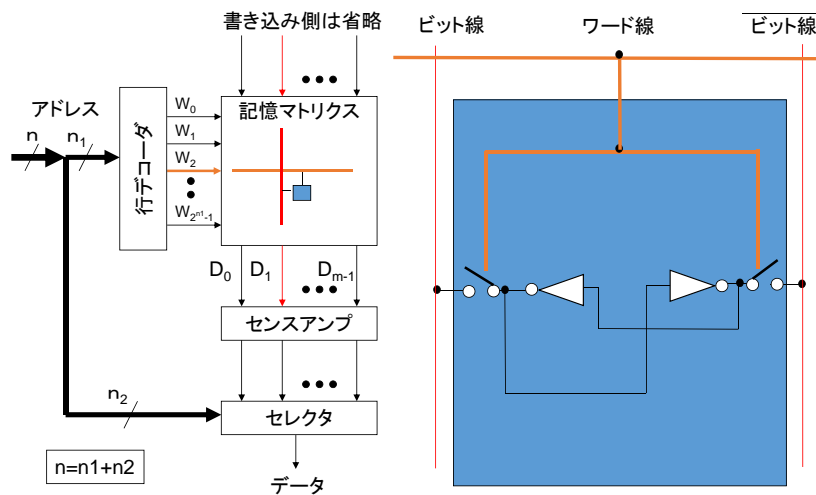 書き込み側は省略
アドレス
n
n1
行デコーダ
W0
W1
W2
W2n1-1
記憶マトリクス
D0
D1
Dm-1
センスアンプ
n2
セレクタ
データ
n=n1+n2
ビット線
ワード線
ビット線